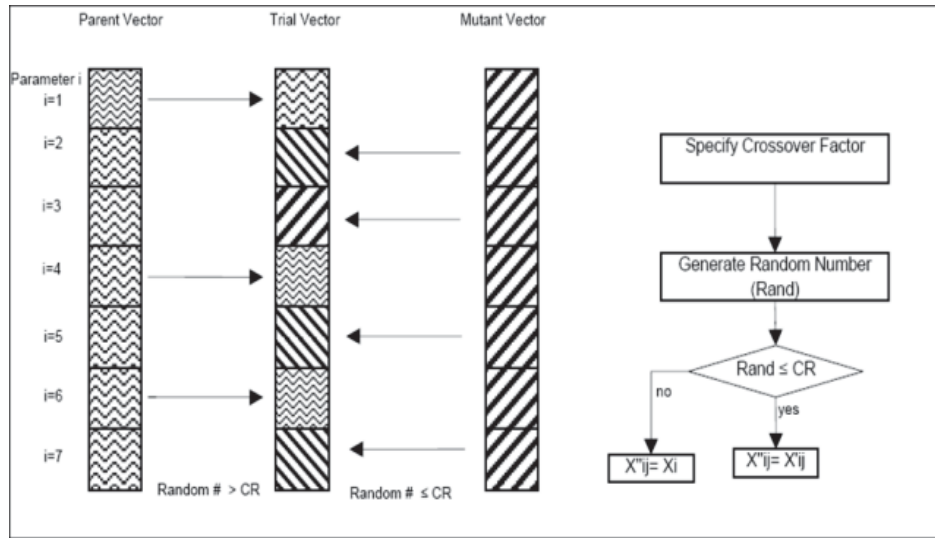 Parent Vector
Trial Vector
Mutant Vector
Parameter i
i=1
i=2
i=3
i=4
i=5
i=6
i=7
Random # > CR
Random # ≤ CR
Specify Crossover Factor
Generate Random Number
(Rand)
Rand ≤ CR
no
yes
X"ij= Xi
X"ij= X'ij